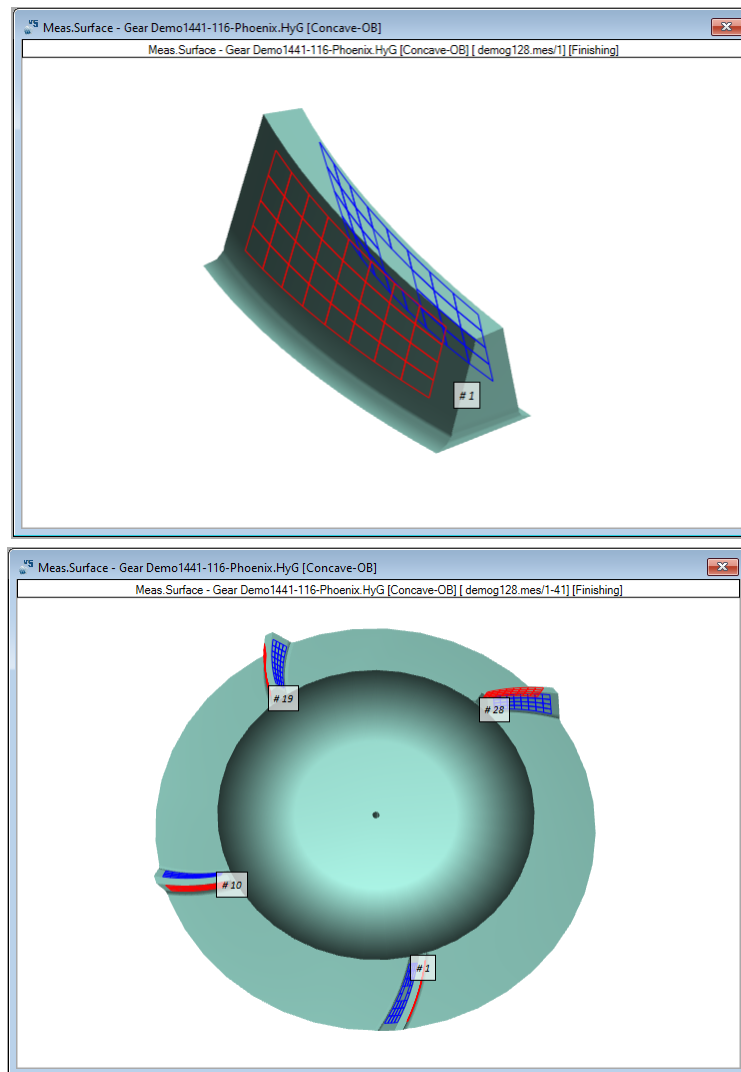 Meas.Surface - Gear Demo1441-116-Phoenix.HyG [Concave-OB]
Meas.Surface - Gear Demo1441-116-Phoenix.HyG [Concave-OB] [ demog128.mes/1] [Finishing]
# 1
Meas.Surface - Gear Demo1441-116-Phoenix.HyG [Concave-OB]
Meas.Surface - Gear Demo1441-116-Phoenix.HyG [Concave-OB] [ demog128.mes/1-41] [Finishing]
# 19
# 28
# 10
# 1